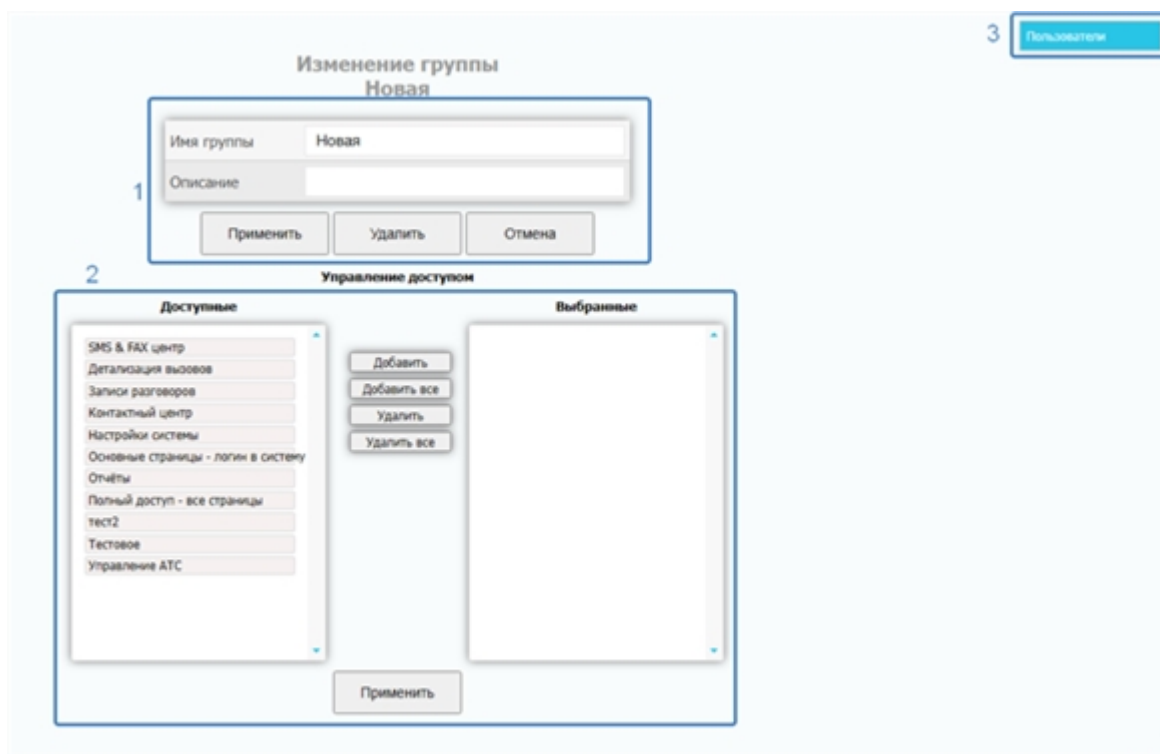 3
Пользователи
Изменение группы
Новая
1
Имя группы
Новая
Описание
Применить
Удалить
Отмена
2
Управление доступом
Доступные
Выбранные
SMS & FAX центр
Детализация вызовов
Записи разговоров
Контактный центр
Настройки системы
Основные страницы - логин в систему
Отчёты
Полный доступ - все страницы
тест2
Тестовое
Управление АТС
Добавить
Добавить все
Удалить
Удалить все
Применить